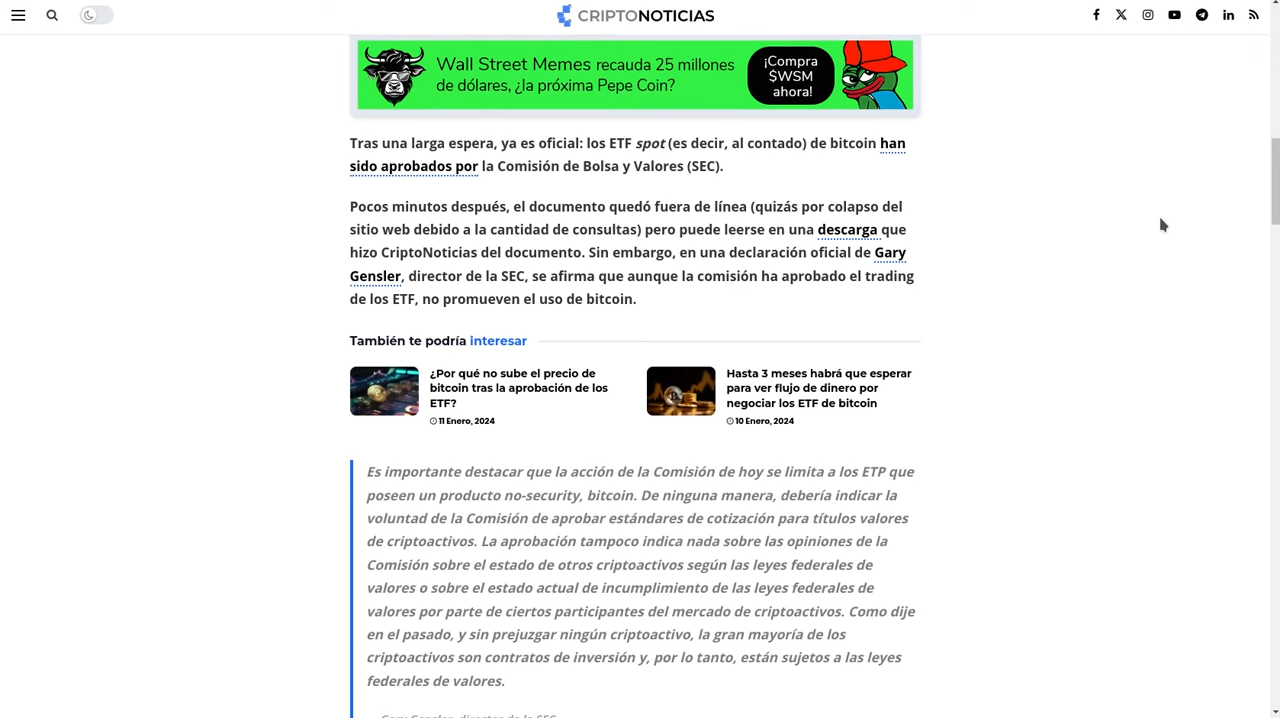 CRIPTONOTICIAS
Wall Street Memes recauda 25 millones
de dólares, ¿la próxima Pepe Coin?
¡Compra
$WSM
ahora!
Tras una larga espera, ya es oficial: los ETF spot (es decir, al contado) de bitcoin han
sido aprobados por la Comisión de Bolsa y Valores (SEC).
Pocos minutos después, el documento quedó fuera de línea (quizás por colapso del
sitio web debido a la cantidad de consultas) pero puede leerse en una descarga que
hizo CriptoNoticias del documento. Sin embargo, en una declaración oficial de Gary
Gensler, director de la SEC, se afirma que aunque la comisión ha aprobado el trading
de los ETF, no promueven el uso de bitcoin.
También te podría interesar
¿Por qué no sube el precio de
bitcoin tras la aprobación de los
ETF?
11 Enero, 2024
Hasta 3 meses habrá que esperar
para ver flujo de dinero por
negociar los ETF de bitcoin
10 Enero, 2024
Es importante destacar que la acción de la Comisión de hoy se limita a los ETP que
poseen un producto no-security, bitcoin. De ninguna manera, debería indicar la
voluntad de la Comisión de aprobar estándares de cotización para títulos valores
de criptoactivos. La aprobación tampoco indica nada sobre las opiniones de la
Comisión sobre el estado de otros criptoactivos según las leyes federales de
valores o sobre el estado actual de incumplimiento de las leyes federales de
valores por parte de ciertos participantes del mercado de criptoactivos. Como dije
en el pasado, y sin prejuzgar ningún criptoactivo, la gran mayoría de los
criptoactivos son contratos de inversión y, por lo tanto, están sujetos a las leyes
federales de valores.
Gary Gensler, director de la SEC